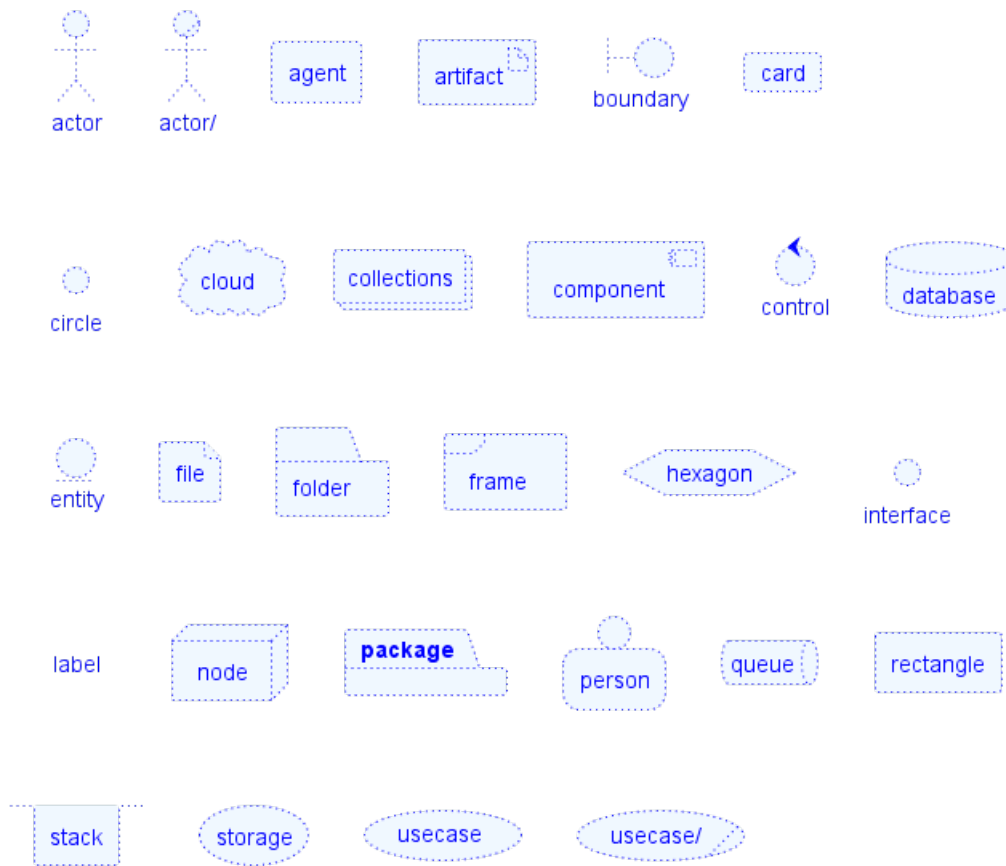 actor
actor/
agent
artifact
boundary
card
circle
cloud
collections
component
control
database
entity
file
folder
frame
hexagon
interface
label
node
package
person
queue
rectangle
stack
storage
usecase
usecase/